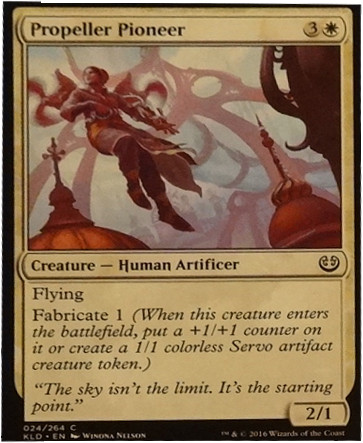 Propeller Pioneer 3
Creature — Human Artificer
Flying
Fabricate 1 (When this creature enters
the battlefield, put a +1/+1 counter on
it or create a 1/1 colorless Servo artifact
creature token.)
"The sky isn't the limit. It's the starting
point."
2/1
024/264 C
KLD • EN Winona Nelson
™ & © 2016 Wizards of the Coast